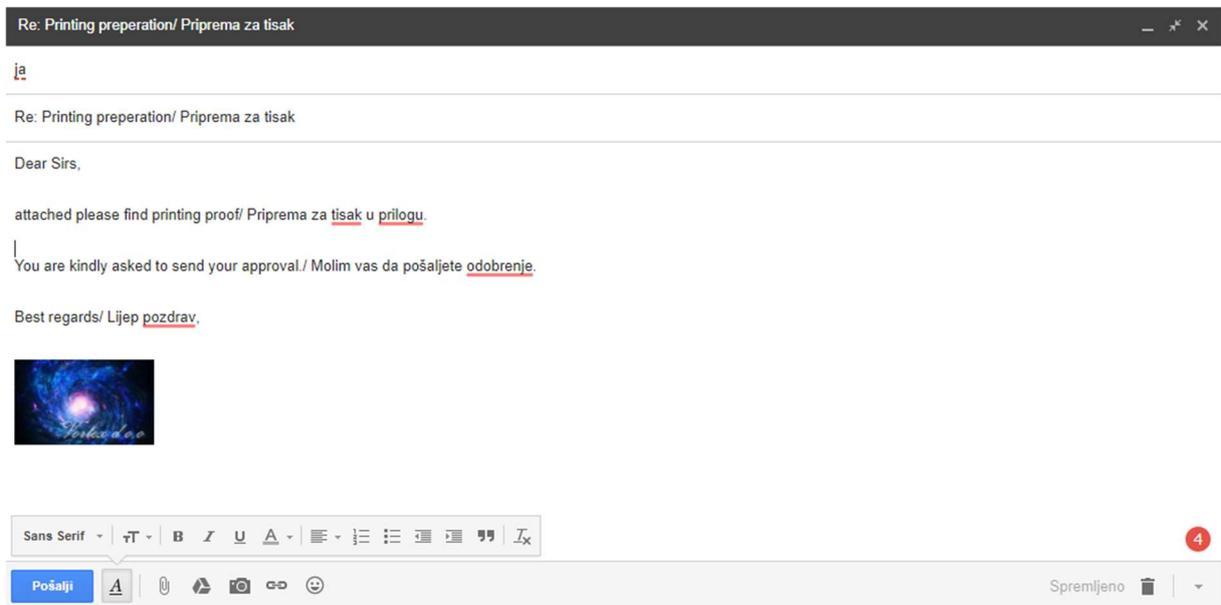 Re: Printing preperation/ Priprema za tisak
ja
Re: Printing preperation/ Priprema za tisak
Dear Sirs,
attached please find printing proof/ Priprema za tisak u prilogu.
You are kindly asked to send your approval./ Molim vas da pošaljete odobrenje.
Best regards/ Lijep pozdrav,
Vortex d.o.o
Sans Serif
4
Pošalji
Spremljeno